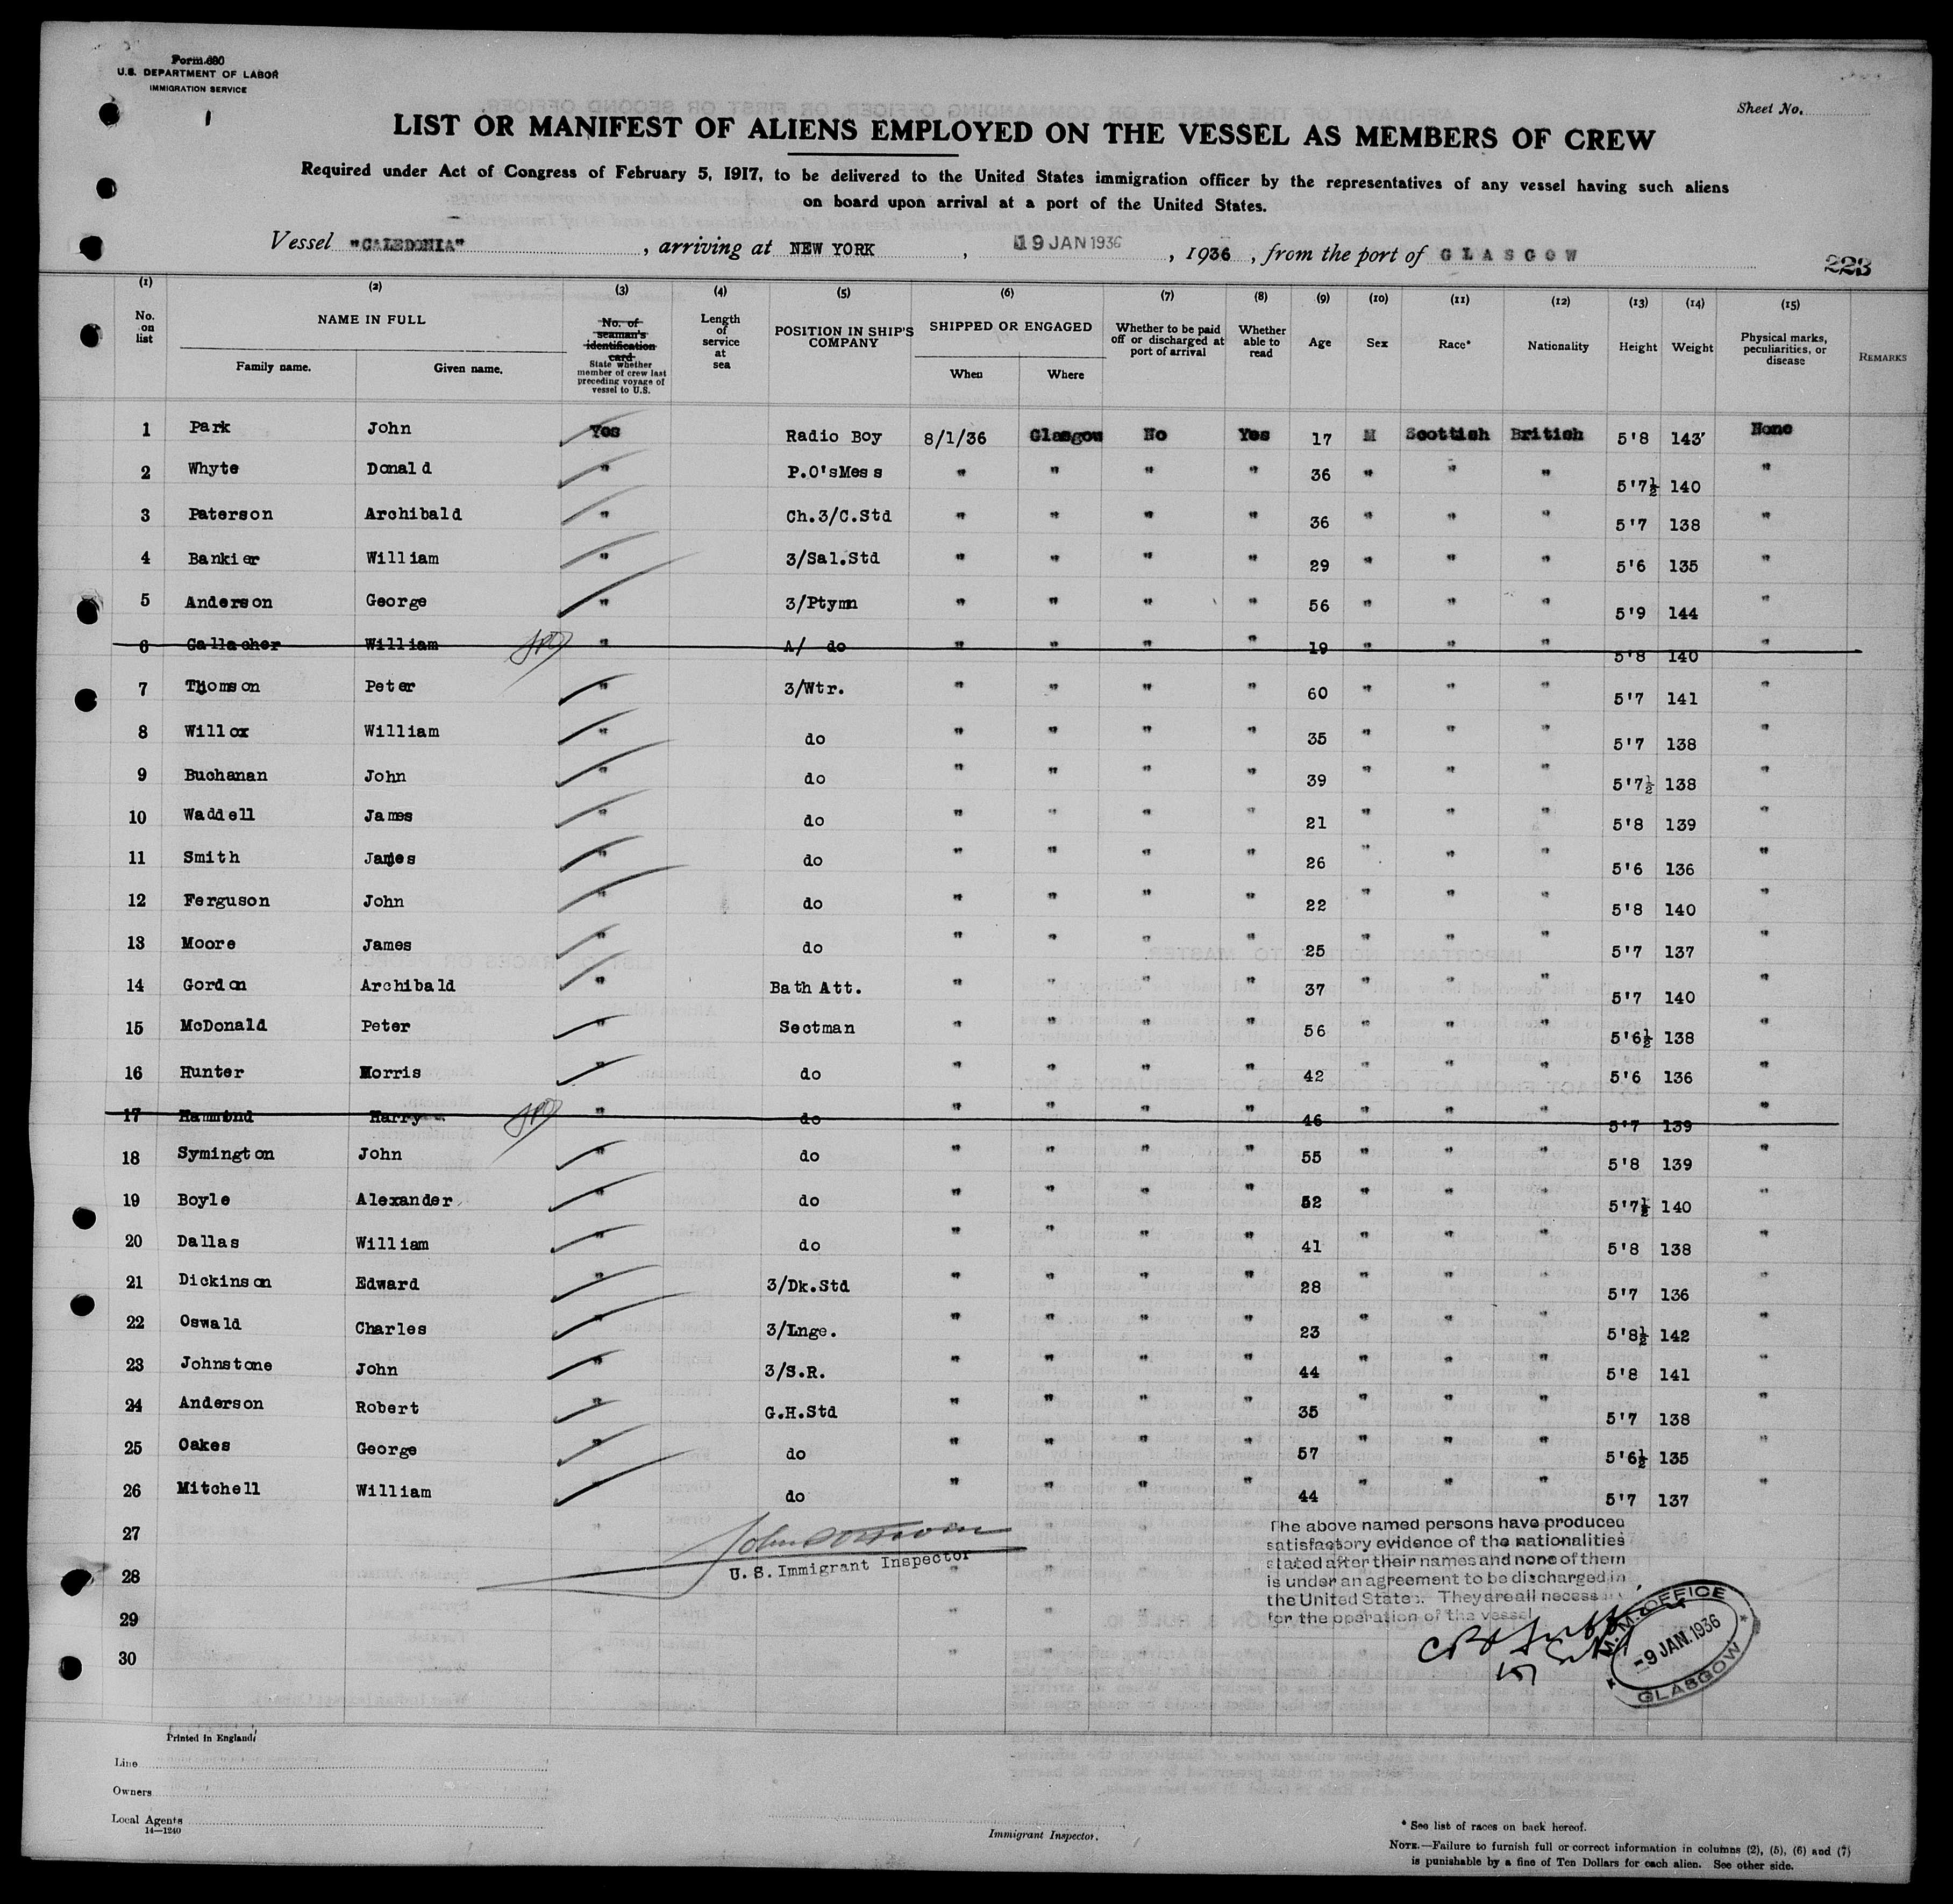 Form 680
U.S. DEPARTMENT OF LABOR
IMMIGRATION SERVICE
Sheet No.
LIST OR MANIFEST OF ALIENS EMPLOYED ON THE VESSEL AS MEMBERS OF CREW
Required under Act of Congress of February 5, 1917, to be delivered to the United States immigration officer by the representatives of any vessel having such aliens
on board upon arrival at a port of the United States.
Vessel "CALEDONIA", arriving at NEW YORK, 19 JAN 1936, 1936, from the port of GLASGOW
223
(1) (2) (3) (4) (5) (6) (7) (8) (9) (10) (11) (12) (13) (14) (15)
No. on list NAME IN FULL Family name. Given name. No. of seaman's identification card State whether member of crew last preceding voyage of vessel to U.S. Length of service at sea POSITION IN SHIP'S COMPANY SHIPPED OR ENGAGED When Where Whether to be paid off or discharged at port of arrival Whether able to read Age Sex Race* Nationality Height Weight Physical marks, peculiarities, or disease REMARKS
1 Park John Yes Radio Boy 8/1/36 Glasgow No Yes 17 M Scottish British 5'8 143 None
2 Whyte Donald " P.O'sMess " " " " 36 " " " 5'7½ 140 "
3 Paterson Archibald " Ch.3/C.Std " " " " 36 " " " 5'7 138 "
4 Bankier William " 3/Sal.Std " " " " 29 " " " 5'6 135 "
5 Anderson George " 3/Ptymn " " " " 56 " " " 5'9 144 "
6 Gallacher William " A/ do " " " " 19 " " " 5'8 140 "
7 Thomson Peter " 3/Wtr. " " " " 60 " " " 5'7 141 "
8 Willox William " do " " " " 35 " " " 5'7 138 "
9 Buchanan John " do " " " " 39 " " " 5'7½ 138 "
10 Waddell James " do " " " " 21 " " " 5'8 139 "
11 Smith James " do " " " " 26 " " " 5'6 136 "
12 Ferguson John " do " " " " 22 " " " 5'8 140 "
13 Moore James " do " " " " 25 " " " 5'7 137 "
14 Gordon Archibald " Bath Att. " " " " 37 " " " 5'7 140 "
15 McDonald Peter " Sectman " " " " 56 " " " 5'6½ 138 "
16 Hunter Morris " do " " " " 42 " " " 5'6 136 "
17 Hammond Harry " do " " " " 46 " " " 5'7 139 "
18 Symington John " do " " " " 55 " " " 5'8 139 "
19 Boyle Alexander " do " " " " 52 " " " 5'7½ 140 "
20 Dallas William " do " " " " 41 " " " 5'8 138 "
21 Dickinson Edward " 3/Dk.Std " " " " 28 " " " 5'7 136 "
22 Oswald Charles " 3/Lnge. " " " " 23 " " " 5'8½ 142 "
23 Johnstone John " 3/S.R. " " " " 44 " " " 5'8 141 "
24 Anderson Robert " G.H.Std " " " " 35 " " " 5'7 138 "
25 Oakes George " do " " " " 57 " " " 5'6½ 135 "
26 Mitchell William do " " " " 44 " " " 5'7 137 "
27
28
29
30
U. S. Immigrant Inspector
The above named persons have produced
satisfactory evidence of the nationalities
stated after their names and none of them
is under an agreement to be discharged in
the United States. They are all necess
for the operation of the vessel
M.M. OFFICE
-9 JAN. 1936
GLASGOW
Printed in England
Line
Owners
Local Agents
14—1240
Immigrant Inspector.
* See list of races on back hereof.
NOTE.—Failure to furnish full or correct information in columns (2), (5), (6) and (7)
is punishable by a fine of Ten Dollars for each alien. See other side.